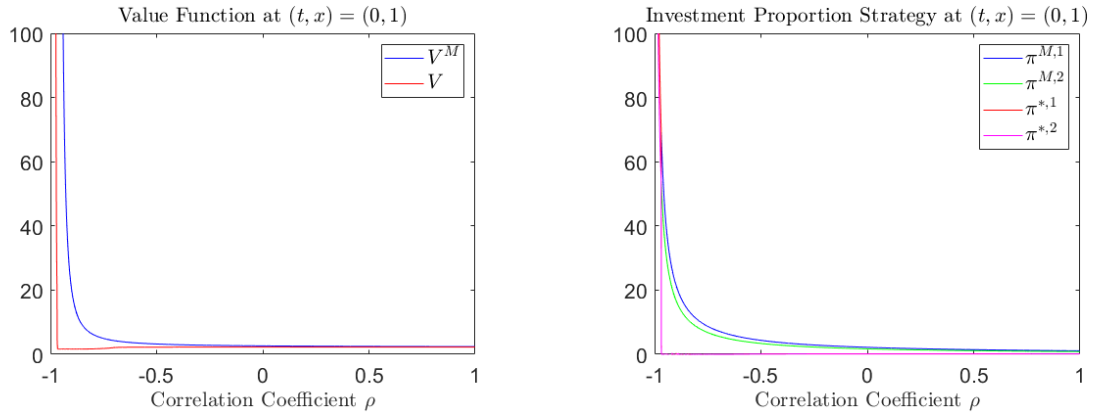 Value Function at (t, x) = (0, 1)
100
80
60
40
20
0
-1
-0.5
0
0.5
1
Correlation Coefficient ρ
V^M
V
Investment Proportion Strategy at (t, x) = (0, 1)
100
80
60
40
20
0
-1
-0.5
0
0.5
1
Correlation Coefficient ρ
π^{M,1}
π^{M,2}
π^{*,1}
π^{*,2}